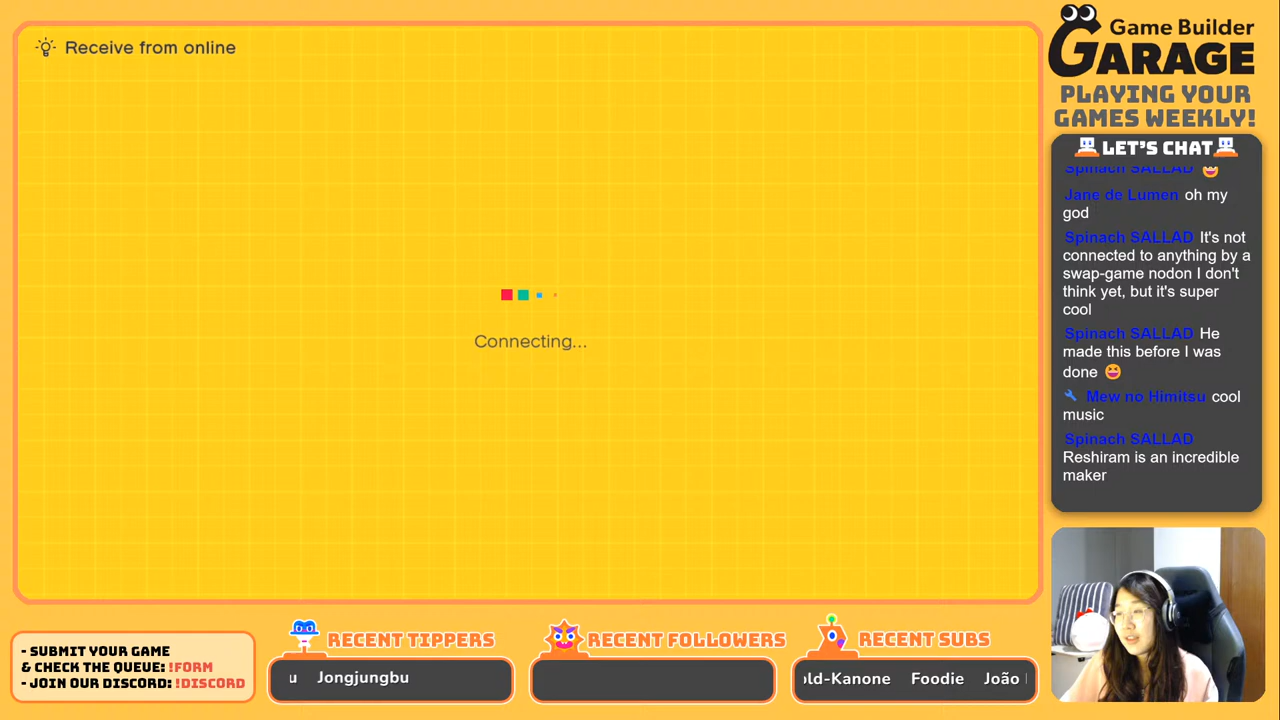 Receive from online
Connecting...
Game Builder
GARAGE
PLAYING YOUR
GAMES WEEKLY!
LET'S CHAT
Spinach SALLAD
Jane de Lumen oh my
god
Spinach SALLAD It's not
connected to anything by a
swap-game nodon I don't
think yet, but it's super
cool
Spinach SALLAD He
made this before I was
done
Mew no Himitsu cool
music
Spinach SALLAD
Reshiram is an incredible
maker
- SUBMIT YOUR GAME
& CHECK THE QUEUE: !FORM
- JOIN OUR DISCORD: !DISCORD
RECENT TIPPERS
u Jongjungbu
RECENT FOLLOWERS
RECENT SUBS
old-Kanone Foodie João